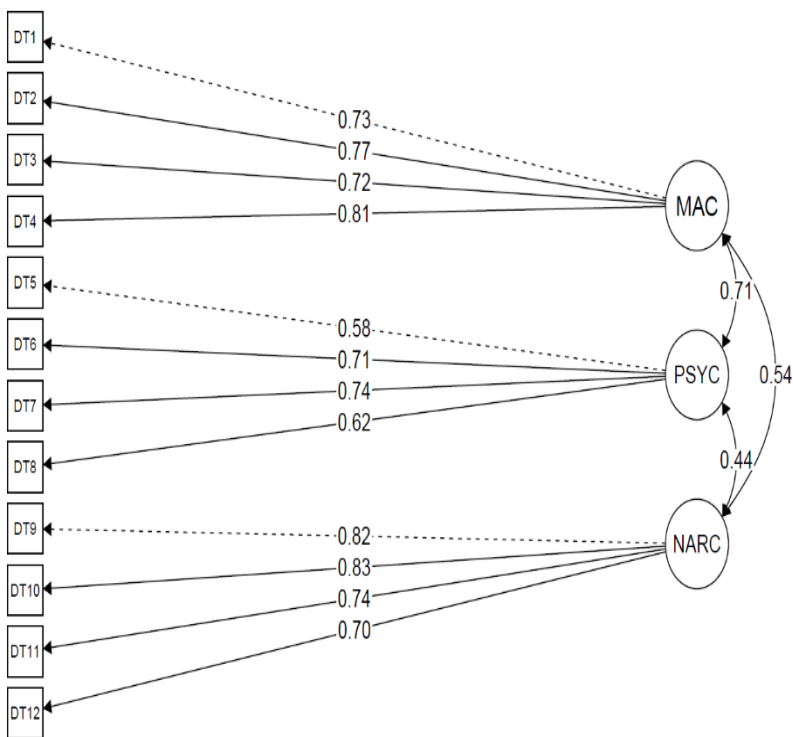 DT1
DT2
DT3
DT4
DT5
DT6
DT7
DT8
DT9
DT10
DT11
DT12
0.73
0.77
0.72
0.81
0.58
0.71
0.74
0.62
0.82
0.83
0.74
0.70
MAC
PSYC
NARC
0.71
0.54
0.44